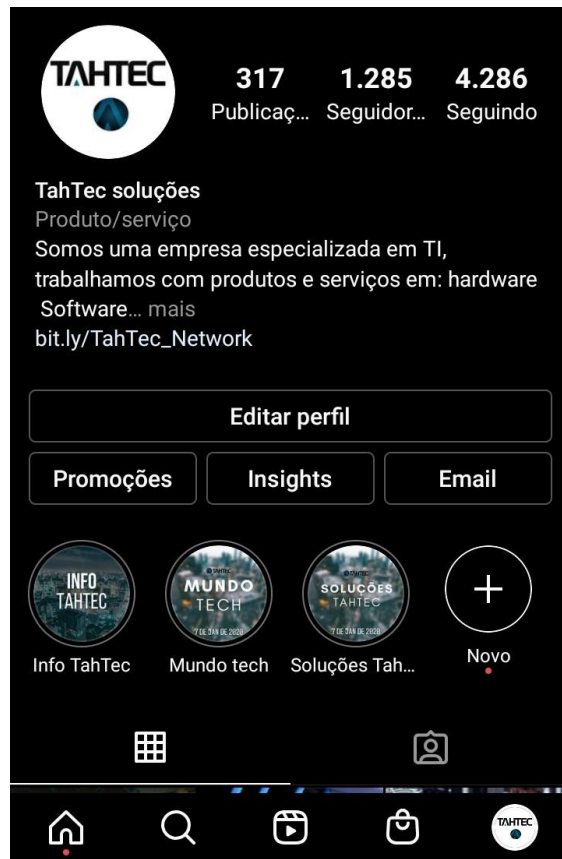 TAHTEC
317 1.285 4.286
Publicaç... Seguidor... Seguindo
TahTec soluções
Produto/serviço
Somos uma empresa especializada em TI,
trabalhamos com produtos e serviços em: hardware
Software... mais
bit.ly/TahTec_Network
Editar perfil
Promoções Insights Email
INFO
TAHTEC
TAHTEC
MUNDO
TECH
7 DE JAN DE 2020
TAHTEC
SOLUÇÕES
TAHTEC
7 DE JAN DE 2020
Info TahTec Mundo tech Soluções Tah... Novo
TAHTEC